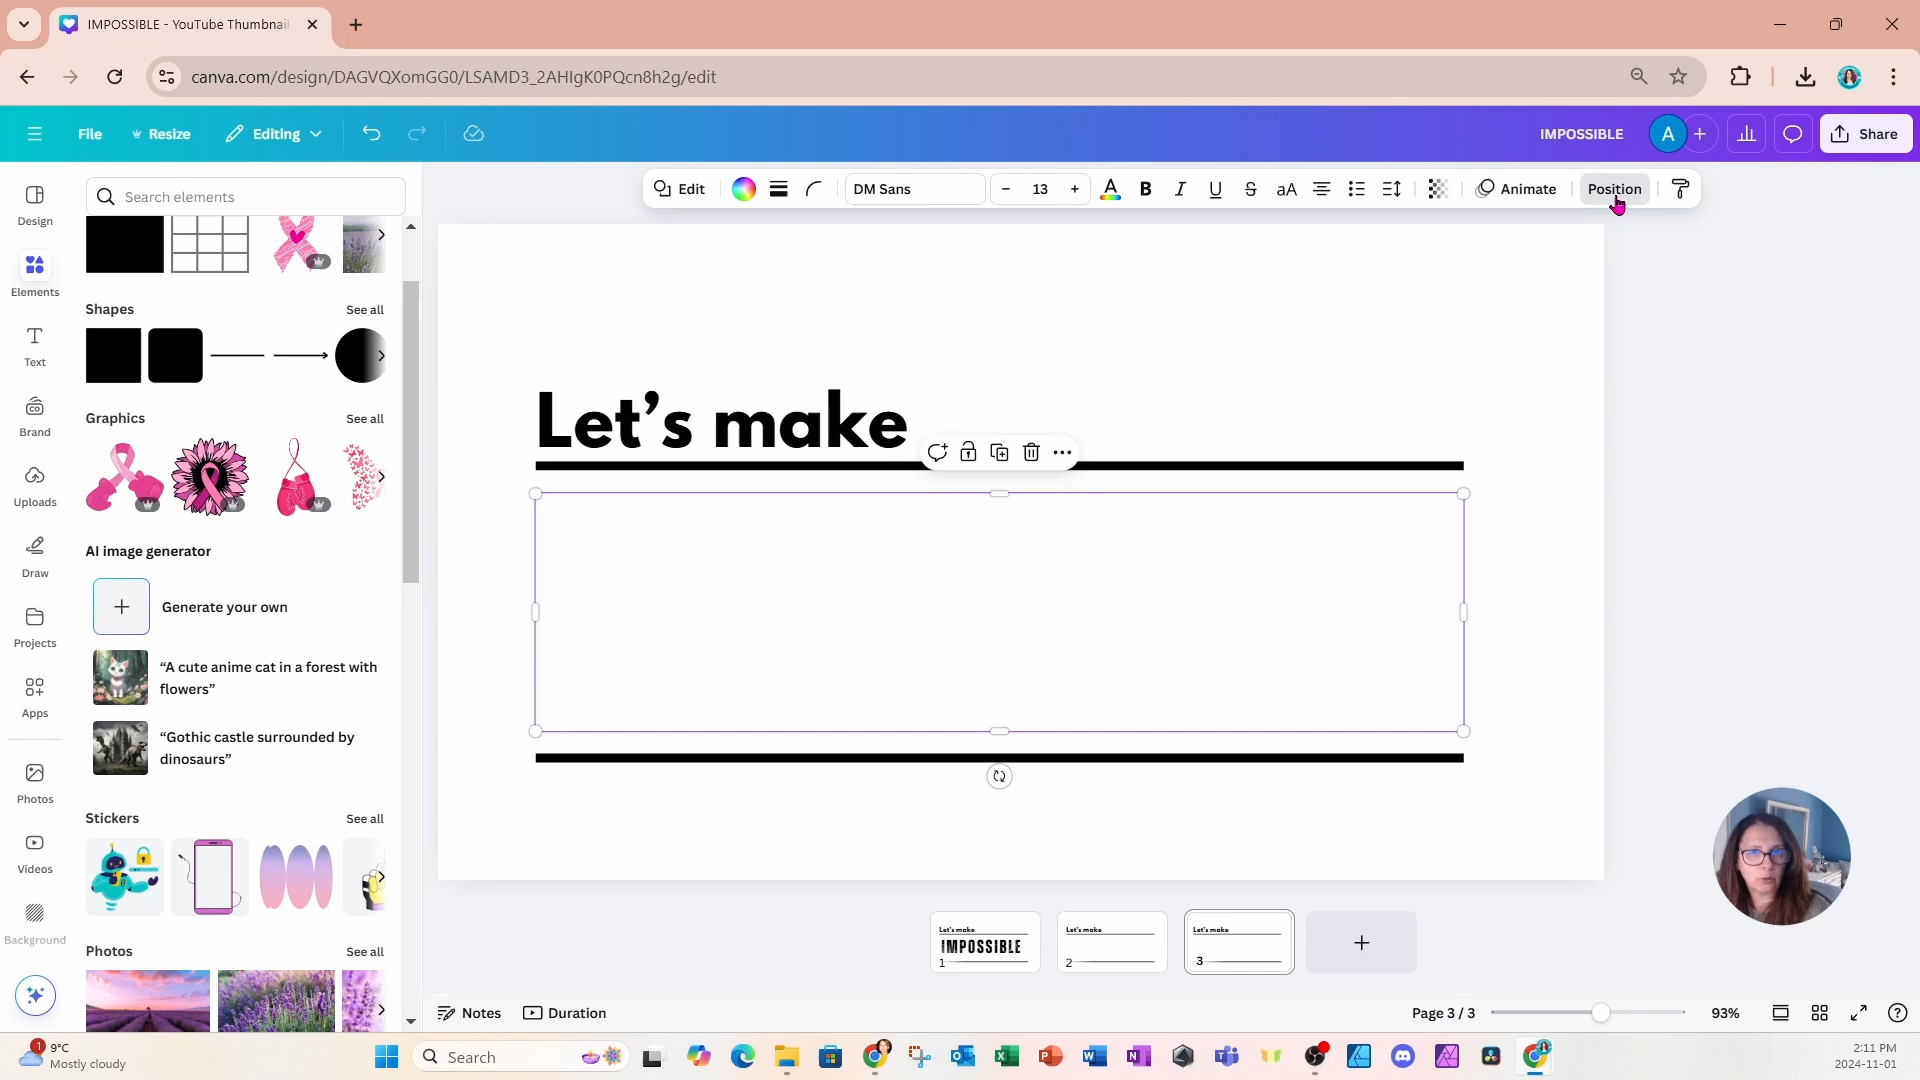 IMPOSSIBLE - YouTube Thumbnail
canva.com/design/DAGVQXomGG0/LSAMD3_2AHIgK0PQcn8h2g/edit
File
Resize
Editing
IMPOSSIBLE
A
Share
Search elements
Edit
DM Sans
13
A
B
I
U
S
aA
Animate
Position
Design
Elements
Text
Brand
Uploads
Draw
Projects
Apps
Photos
Videos
Background
Shapes
See all
Graphics
See all
AI image generator
Generate your own
“A cute anime cat in a forest with
flowers”
“Gothic castle surrounded by
dinosaurs”
Stickers
See all
Photos
See all
Let’s make
Let’s make
IMPOSSIBLE
1
Let’s make
2
Let’s make
3
Notes
Duration
Page 3 / 3
93%
1
9°C
Mostly cloudy
Search
2:11 PM
2024-11-01